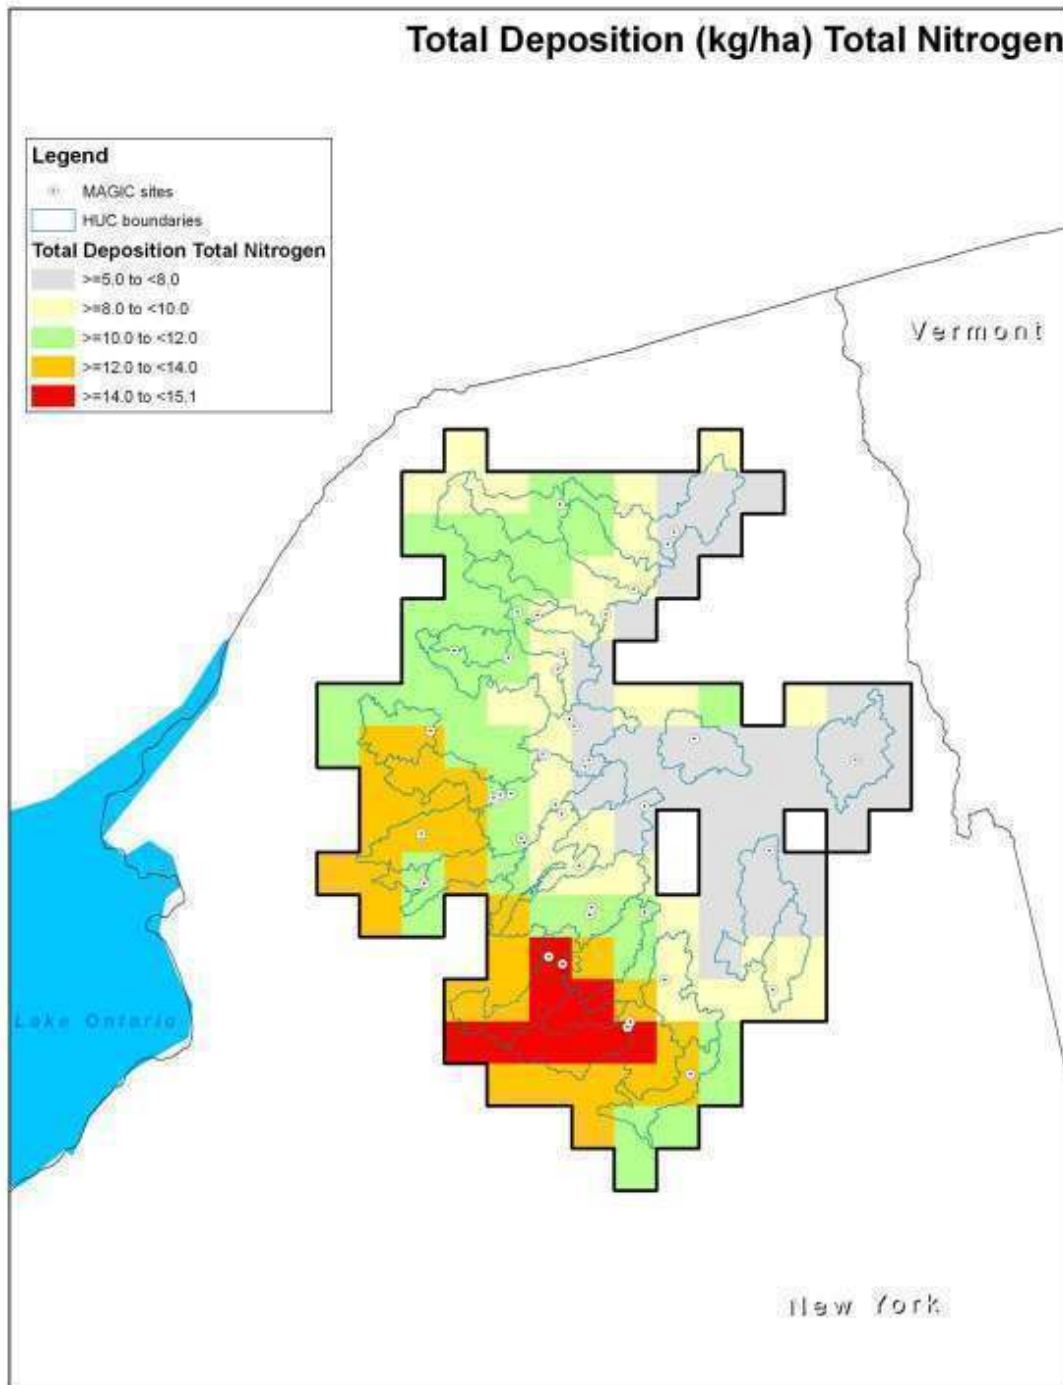 Total Deposition (kg/ha) Total Nitrogen
Legend
MAGIC sites
HUC boundaries
Total Deposition Total Nitrogen
>=5.0 to <8.0
>=8.0 to <10.0
>=10.0 to <12.0
>=12.0 to <14.0
>=14.0 to <15.1
Vermont
Lake Ontario
New York